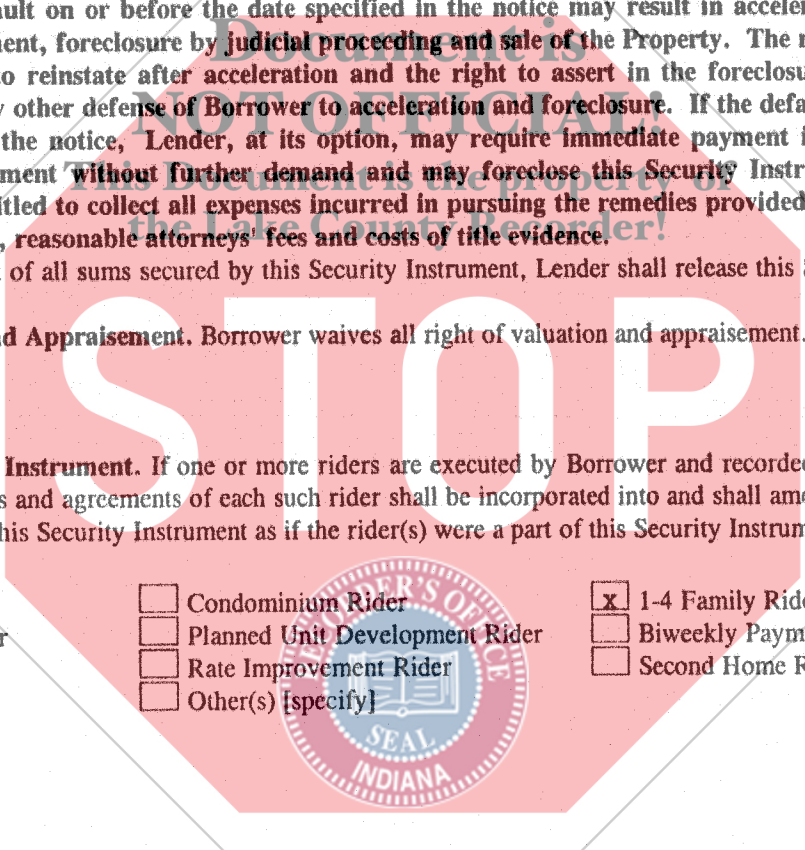 ault on or before the date specified in the notice may result in acceler
ment, foreclosure by judicial proceeding and sale of the Property. The n
to reinstate after acceleration and the right to assert in the foreclosu
y other defense of Borrower to acceleration and foreclosure. If the defa
the notice, Lender, at its option, may require immediate payment i
ment without further demand and may foreclose this Security Instr
itled to collect all expenses incurred in pursuing the remedies provided
, reasonable attorneys' fees and costs of title evidence.
of all sums secured by this Security Instrument, Lender shall release this
d Appraisement. Borrower waives all right of valuation and appraisement.
Instrument. If one or more riders are executed by Borrower and recorded
s and agreements of each such rider shall be incorporated into and shall ame
his Security Instrument as if the rider(s) were a part of this Security Instrum
Condominium Rider
Planned Unit Development Rider
Rate Improvement Rider
Other(s) [specify]
x 1-4 Family Ride
Biweekly Paym
Second Home R
r
Document is
NOT OFFICIAL!
This Document is the property of
the Lake County Recorder!
STOP
RECORDER'S OFFICE
SEAL
INDIANA